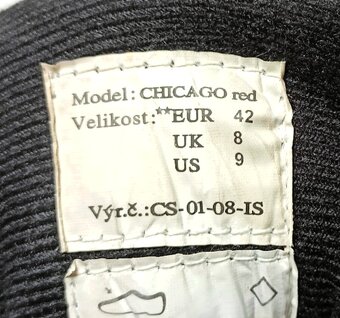 Model: CHICAGO red
Velikost:**EUR 42
UK 8
US 9
Výr.č.:CS-01-08-IS